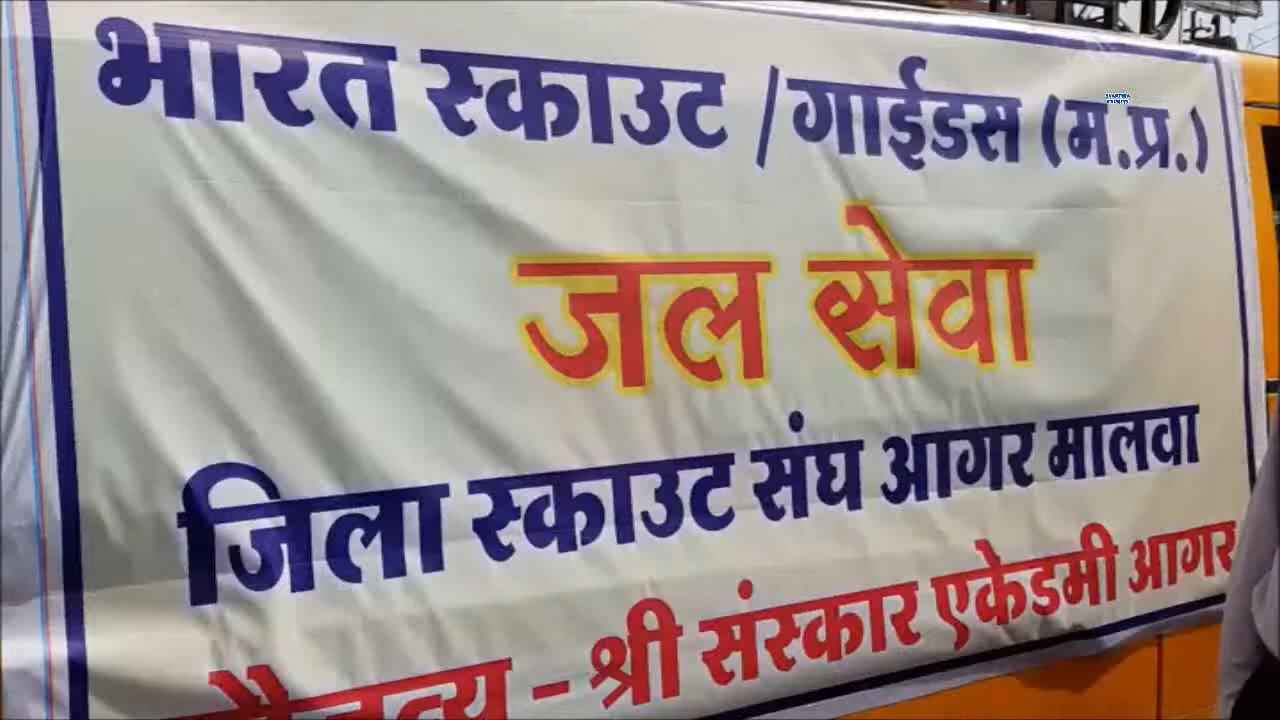 भारत स्काउट /गाईडस (म.प्र.)
जल सेवा
जिला स्काउट संघ आगर मालवा
- श्री संस्कार एकेडमी आगर